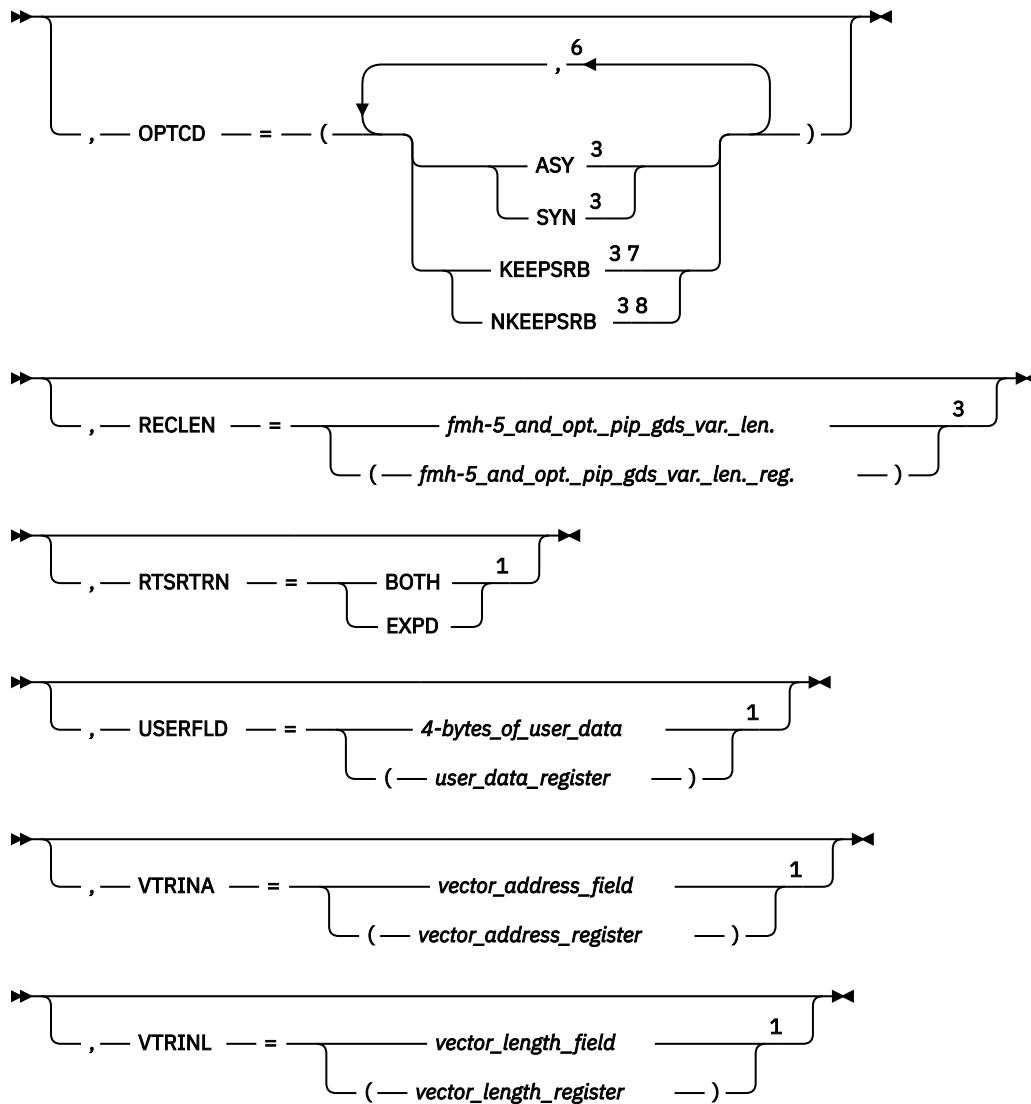 , 6
, OPTCD = ( )
ASY 3
SYN 3
KEEPSRB 3 7
NKEEPSRB 3 8
, RECLEN = fmh-5_and_opt._pip_gds_var._len. 3
( fmh-5_and_opt._pip_gds_var._len._reg. )
, RTSRTRN = BOTH 1
EXPD
, USERFLD = 4-bytes_of_user_data 1
( user_data_register )
, VTRINA = vector_address_field 1
( vector_address_register )
, VTRINL = vector_length_field 1
( vector_length_register )